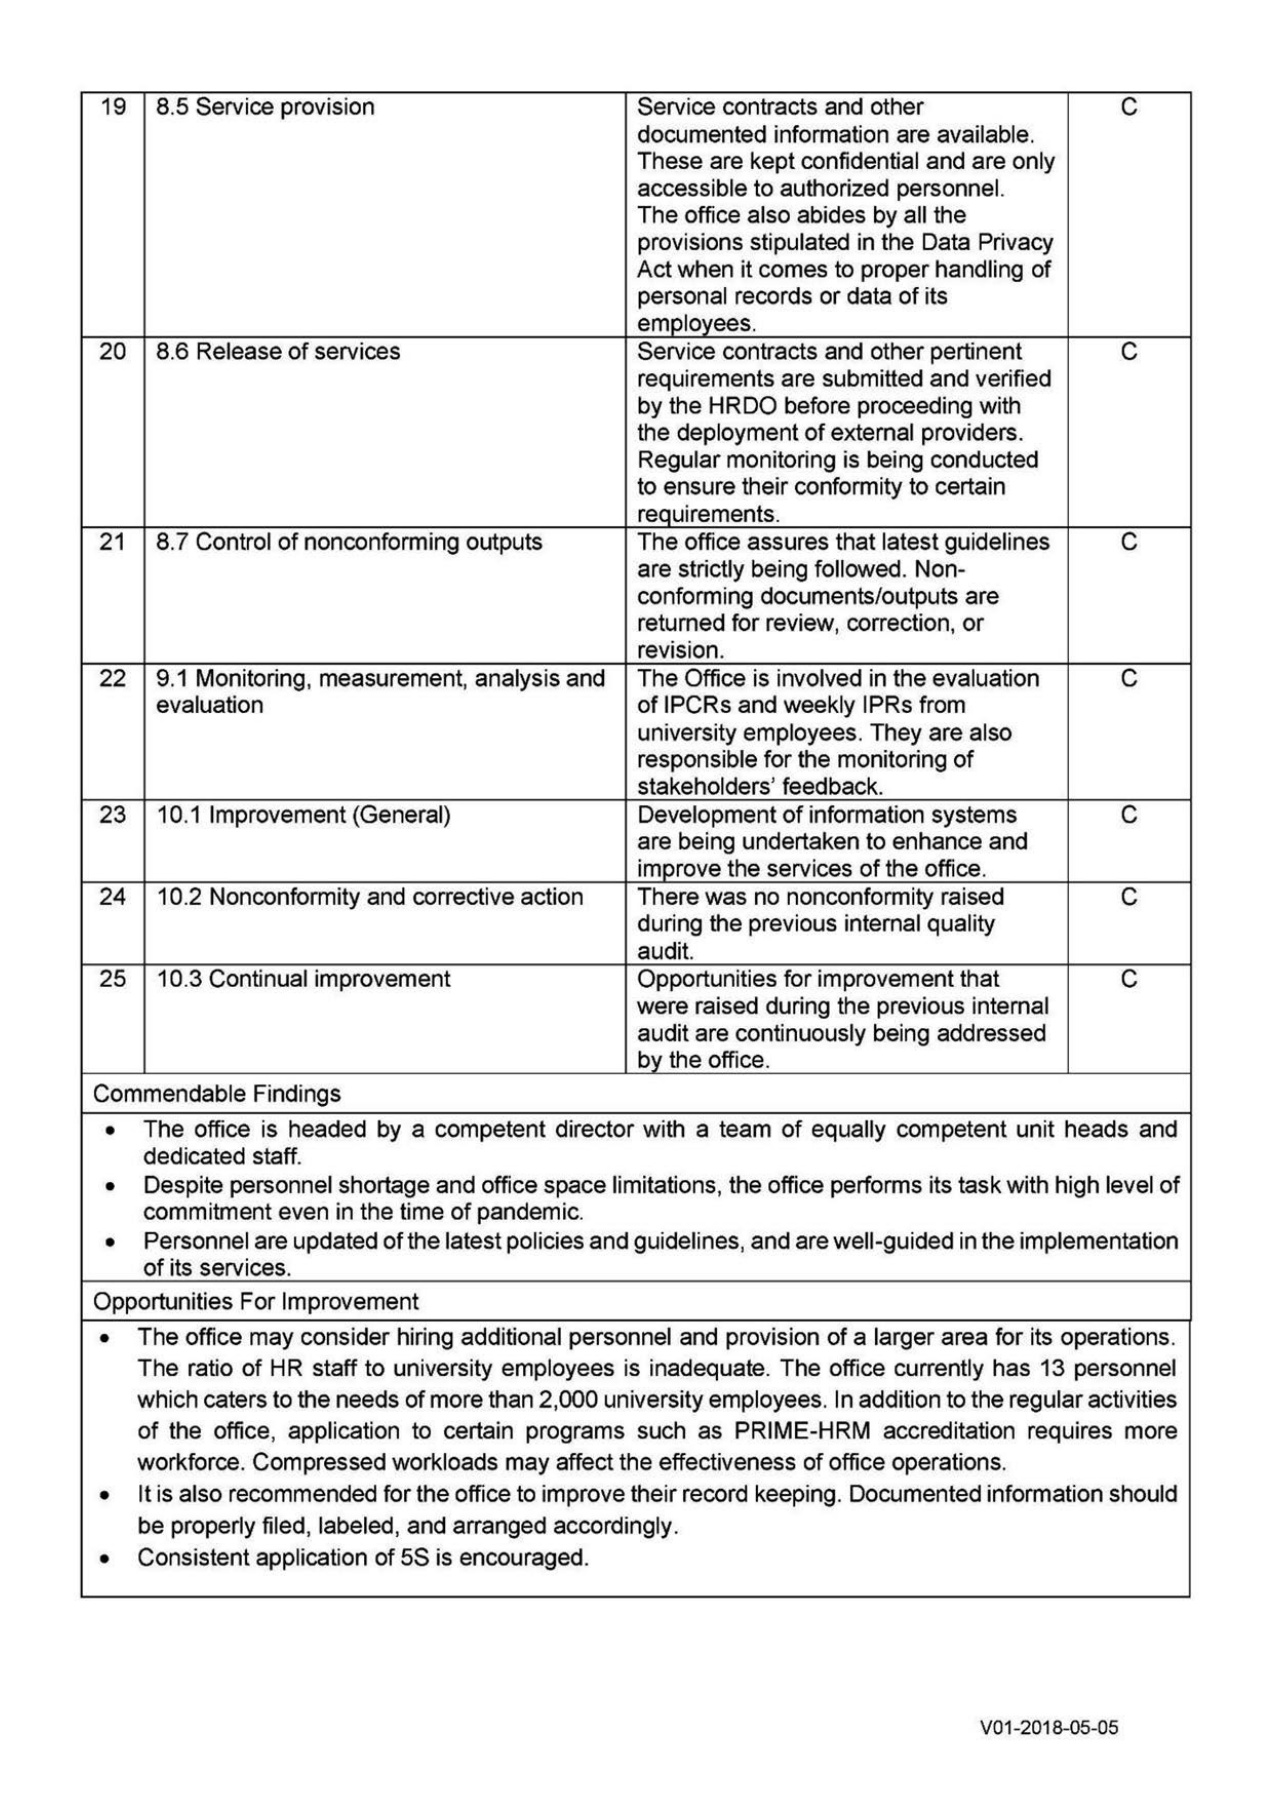 19 8.5 Service provision Service contracts and other C
documented information are available.
These are kept confidential and are only
accessible to authorized personnel.
The office also abides by all the
provisions stipulated in the Data Privacy
Act when it comes to proper handling of
personal records or data of its
employees.
20 8.6 Release of services Service contracts and other pertinent C
requirements are submitted and verified
by the HRDO before proceeding with
the deployment of external providers.
Regular monitoring is being conducted
to ensure their conformity to certain
requirements.
21 8.7 Control of nonconforming outputs The office assures that latest guidelines C
are strictly being followed. Non-
conforming documents/outputs are
returned for review, correction, or
revision.
22 9.1 Monitoring, measurement, analysis and The Office is involved in the evaluation C
evaluation of IPCRs and weekly IPRs from
university employees. They are also
responsible for the monitoring of
stakeholders' feedback.
23 10.1 Improvement (General) Development of information systems C
are being undertaken to enhance and
improve the services of the office.
24 10.2 Nonconformity and corrective action There was no nonconformity raised C
during the previous internal quality
audit.
25 10.3 Continual improvement Opportunities for improvement that C
were raised during the previous internal
audit are continuously being addressed
by the office.
Commendable Findings
• The office is headed by a competent director with a team of equally competent unit heads and
dedicated staff.
• Despite personnel shortage and office space limitations, the office performs its task with high level of
commitment even in the time of pandemic.
• Personnel are updated of the latest policies and guidelines, and are well-guided in the implementation
of its services.
Opportunities For Improvement
• The office may consider hiring additional personnel and provision of a larger area for its operations.
The ratio of HR staff to university employees is inadequate. The office currently has 13 personnel
which caters to the needs of more than 2,000 university employees. In addition to the regular activities
of the office, application to certain programs such as PRIME-HRM accreditation requires more
workforce. Compressed workloads may affect the effectiveness of office operations.
• It is also recommended for the office to improve their record keeping. Documented information should
be properly filed, labeled, and arranged accordingly.
• Consistent application of 5S is encouraged.
V01-2018-05-05